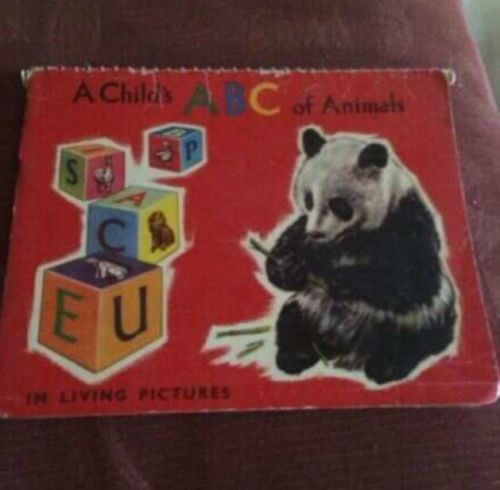 A Child's ABC of Animals
S
P
A
C
E U
IN LIVING PICTURES